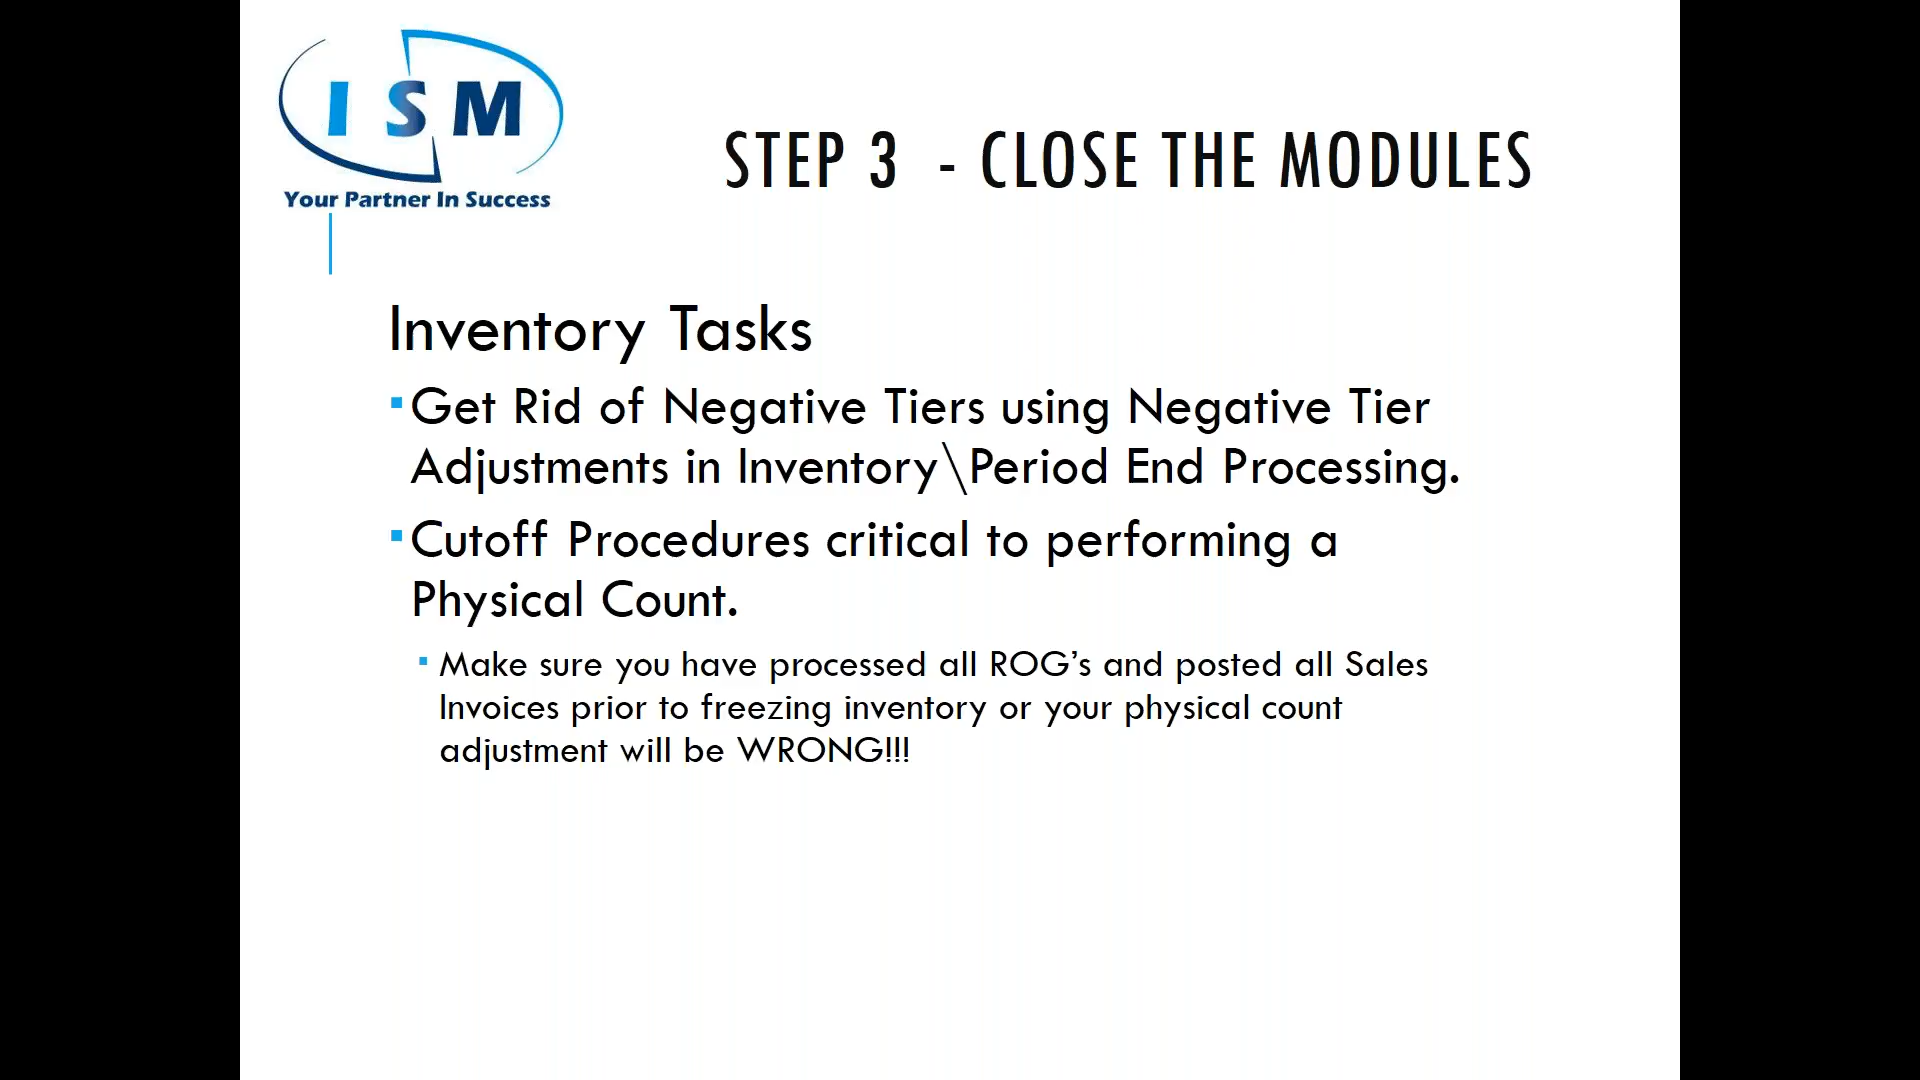 I S M
Your Partner In Success
STEP 3 - CLOSE THE MODULES
Inventory Tasks
▪Get Rid of Negative Tiers using Negative Tier
Adjustments in Inventory\Period End Processing.
▪Cutoff Procedures critical to performing a
Physical Count.
▪ Make sure you have processed all ROG’s and posted all Sales
Invoices prior to freezing inventory or your physical count
adjustment will be WRONG!!!